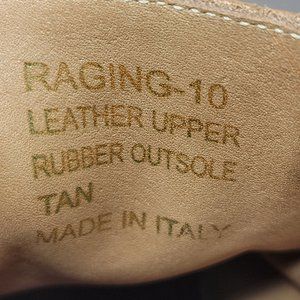 RAGING-10
LEATHER UPPER
RUBBER OUTSOLE
TAN
MADE IN ITALY